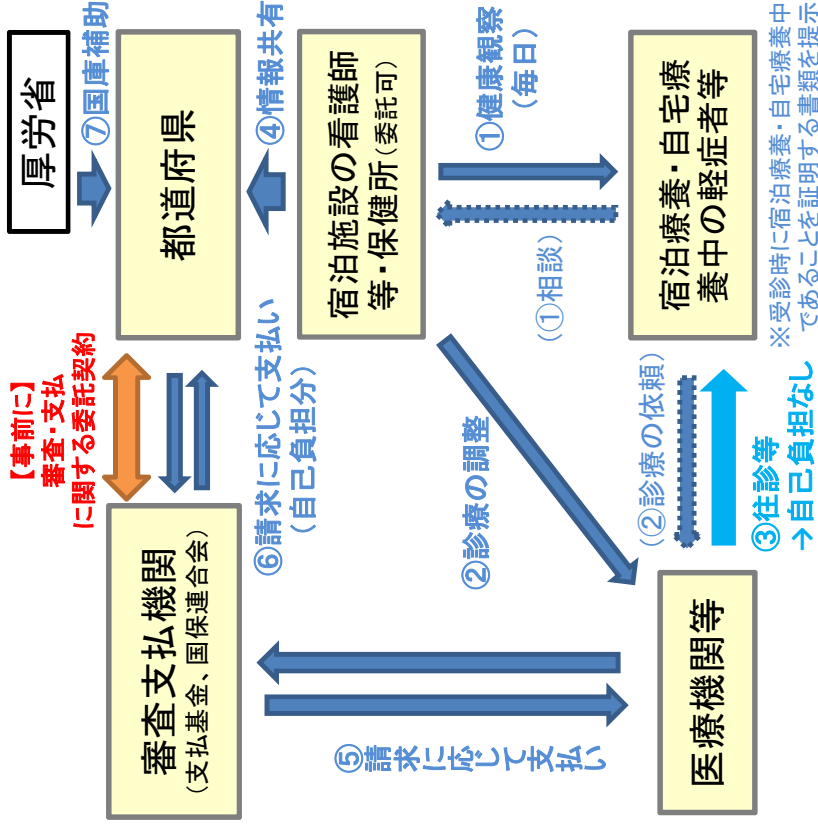 厚労省
⑦国庫補助
都道府県
④情報共有
宿泊施設の看護師
等・保健所(委託可)
①健康観察
(毎日)
(①相談)
宿泊療養・自宅療
養中の軽症者等
※受診時に宿泊療養・自宅療養中
であることを証明する書類を提示
【事前に】
審査・支払
に関する委託契約
⑥請求に応じて支払い
(自己負担分)
②診療の調整
(②診療の依頼)
③往診等
→自己負担なし
審査支払機関
(支払基金、国保連合会)
⑤請求に応じて支払い
医療機関等